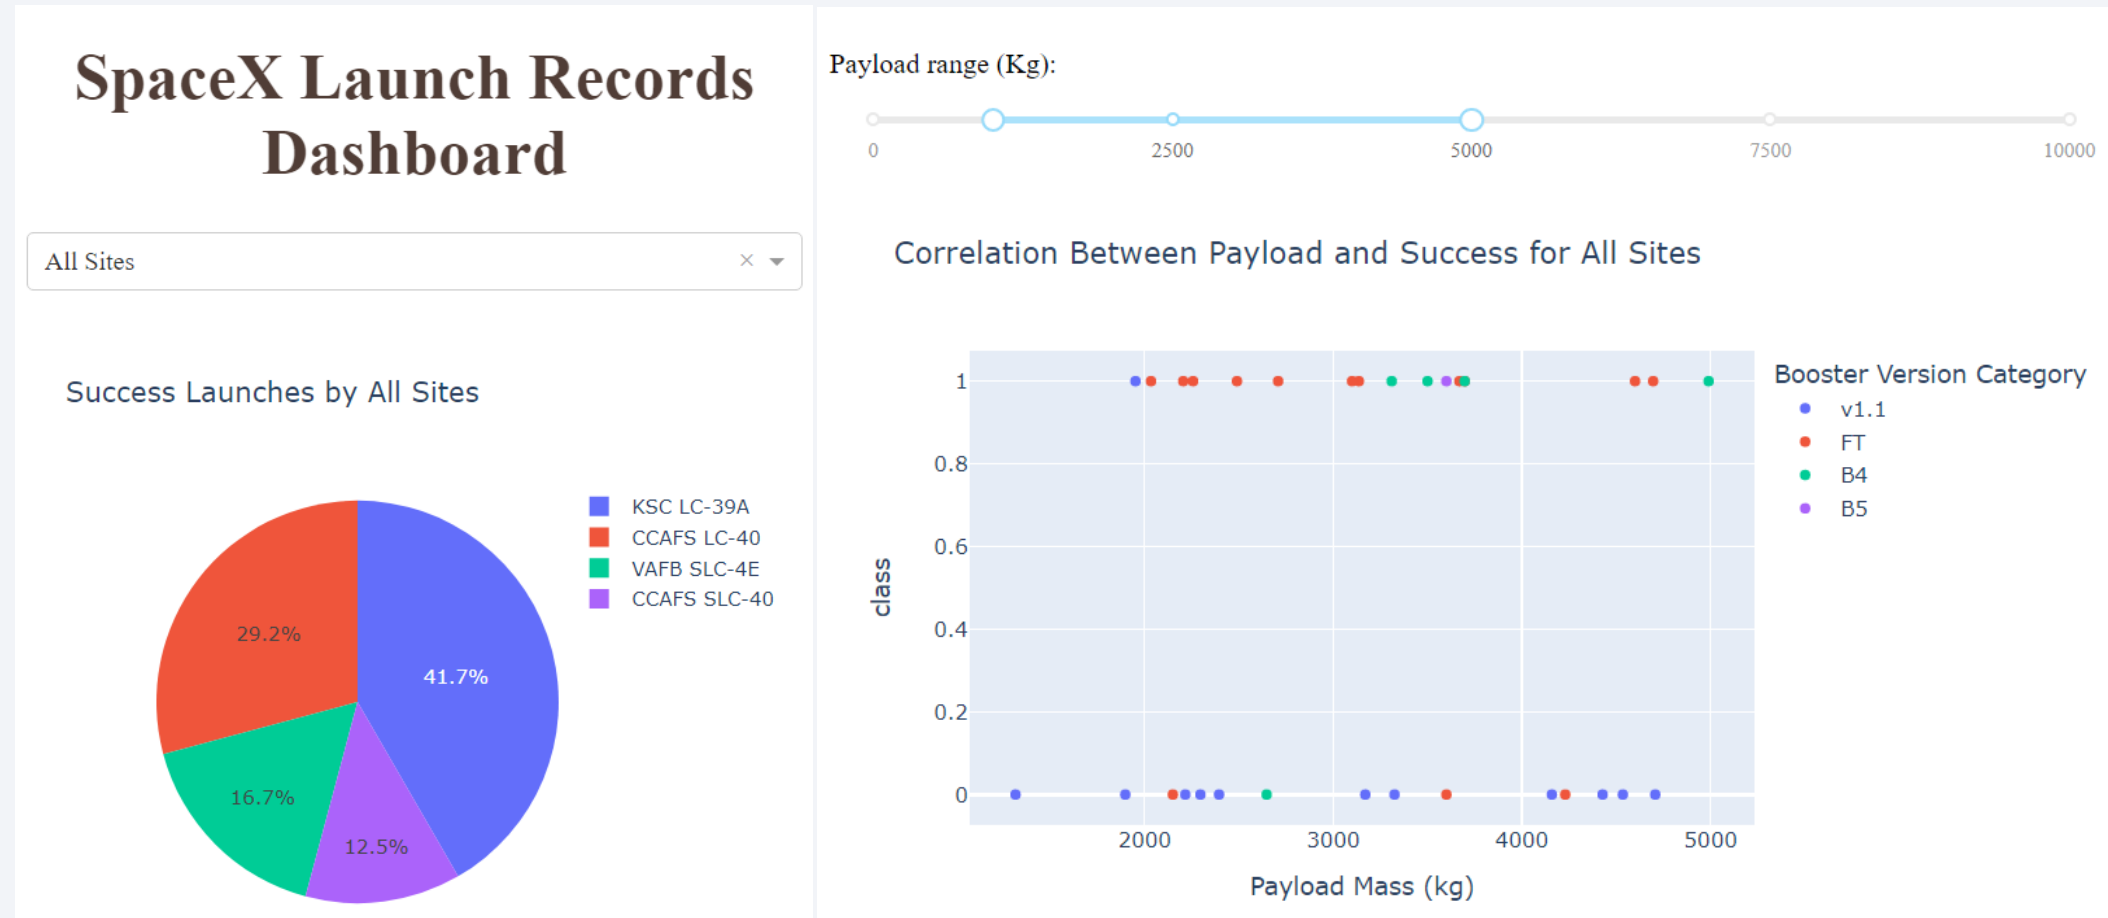 SpaceX Launch Records
Dashboard
All Sites
×
Success Launches by All Sites
KSC LC-39A
CCAFS LC-40
VAFB SLC-4E
CCAFS SLC-40
29.2%
41.7%
16.7%
12.5%
Payload range (Kg):
0 2500 5000 7500 10000
Correlation Between Payload and Success for All Sites
Booster Version Category
v1.1
FT
B4
B5
1
0.8
0.6
0.4
0.2
0
class
2000 3000 4000 5000
Payload Mass (kg)